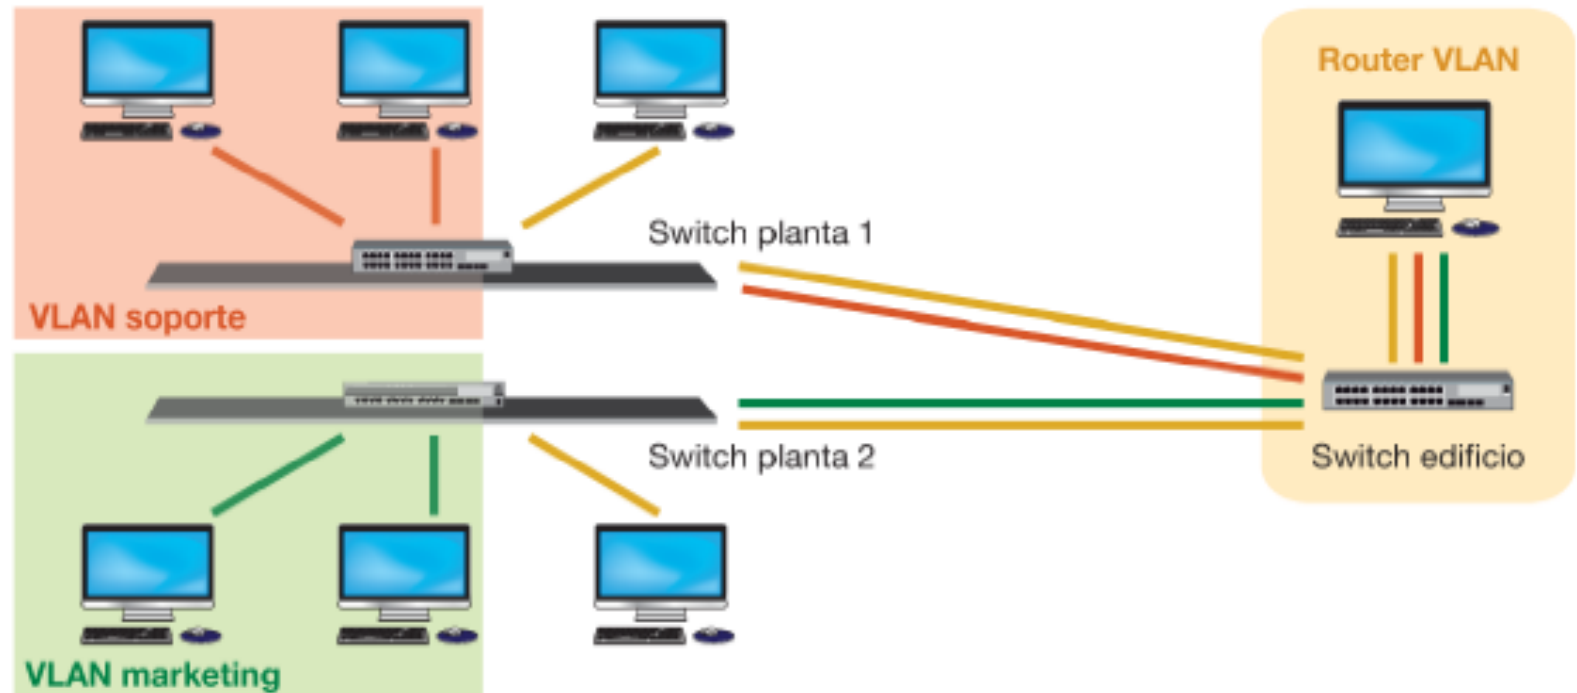 Router VLAN
Switch planta 1
VLAN soporte
Switch planta 2
Switch edificio
VLAN marketing